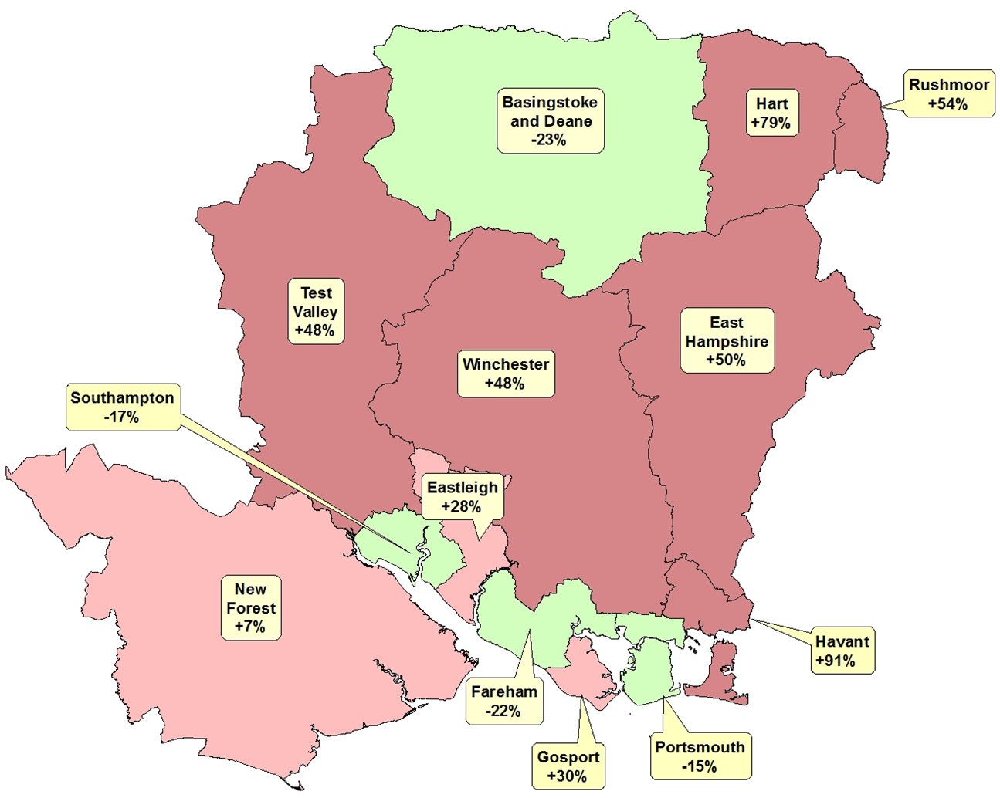 Rushmoor
+54%
Basingstoke
and Deane
-23%
Hart
+79%
Test
Valley
+48%
East
Hampshire
+50%
Winchester
+48%
Southampton
-17%
Eastleigh
+28%
New
Forest
+7%
Havant
+91%
Fareham
-22%
Portsmouth
-15%
Gosport
+30%